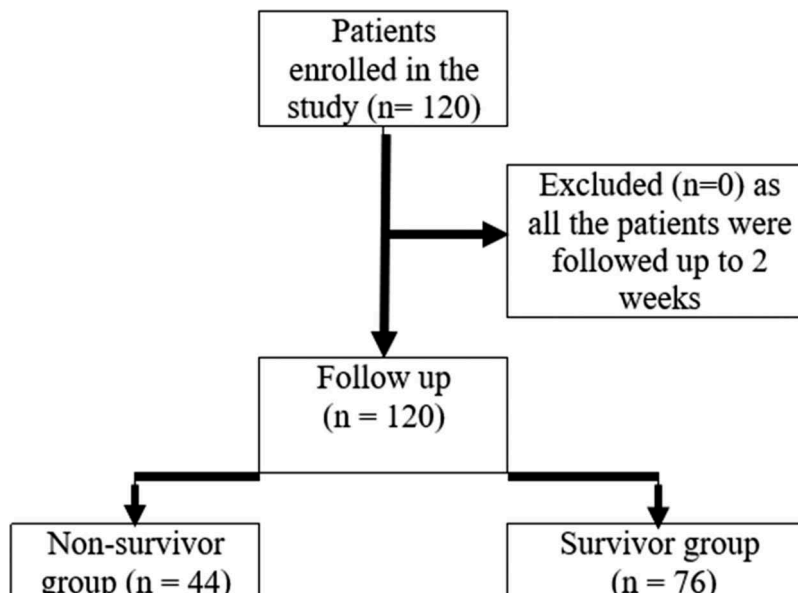 Patients
enrolled in the
study (n= 120)
Excluded (n=0) as
all the patients were
followed up to 2
weeks
Follow up
(n = 120)
Non-survivor
group (n = 44)
Survivor group
(n = 76)